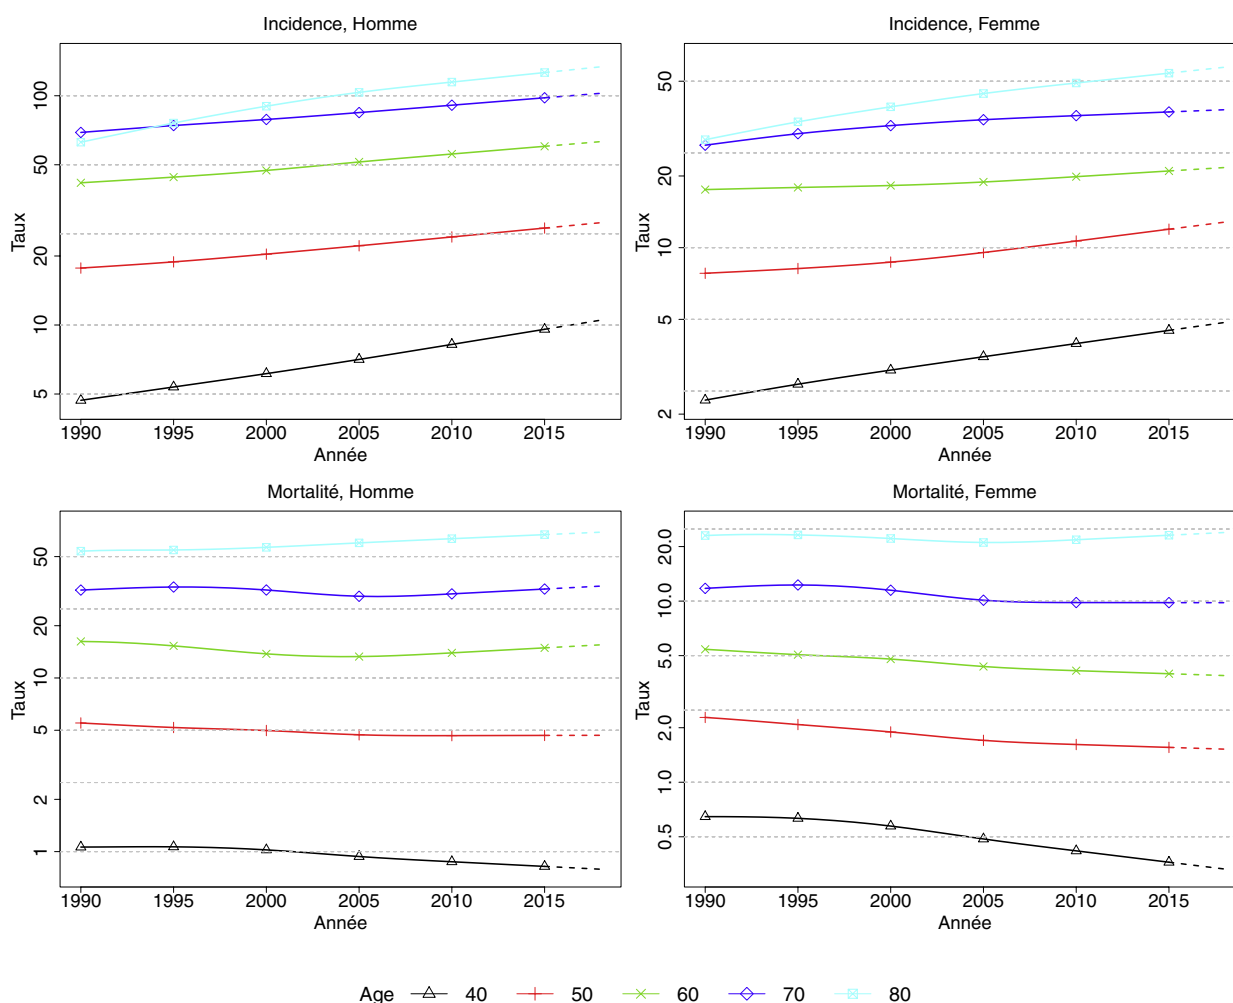 Incidence, Homme
Taux
100
50
20
10
5
1990 1995 2000 2005 2010 2015
Année
Incidence, Femme
Taux
50
20
10
5
2
1990 1995 2000 2005 2010 2015
Année
Mortalité, Homme
Taux
50
20
10
5
2
1
1990 1995 2000 2005 2010 2015
Année
Mortalité, Femme
Taux
20.0
10.0
5.0
2.0
1.0
0.5
1990 1995 2000 2005 2010 2015
Année
Age 40 50 60 70 80